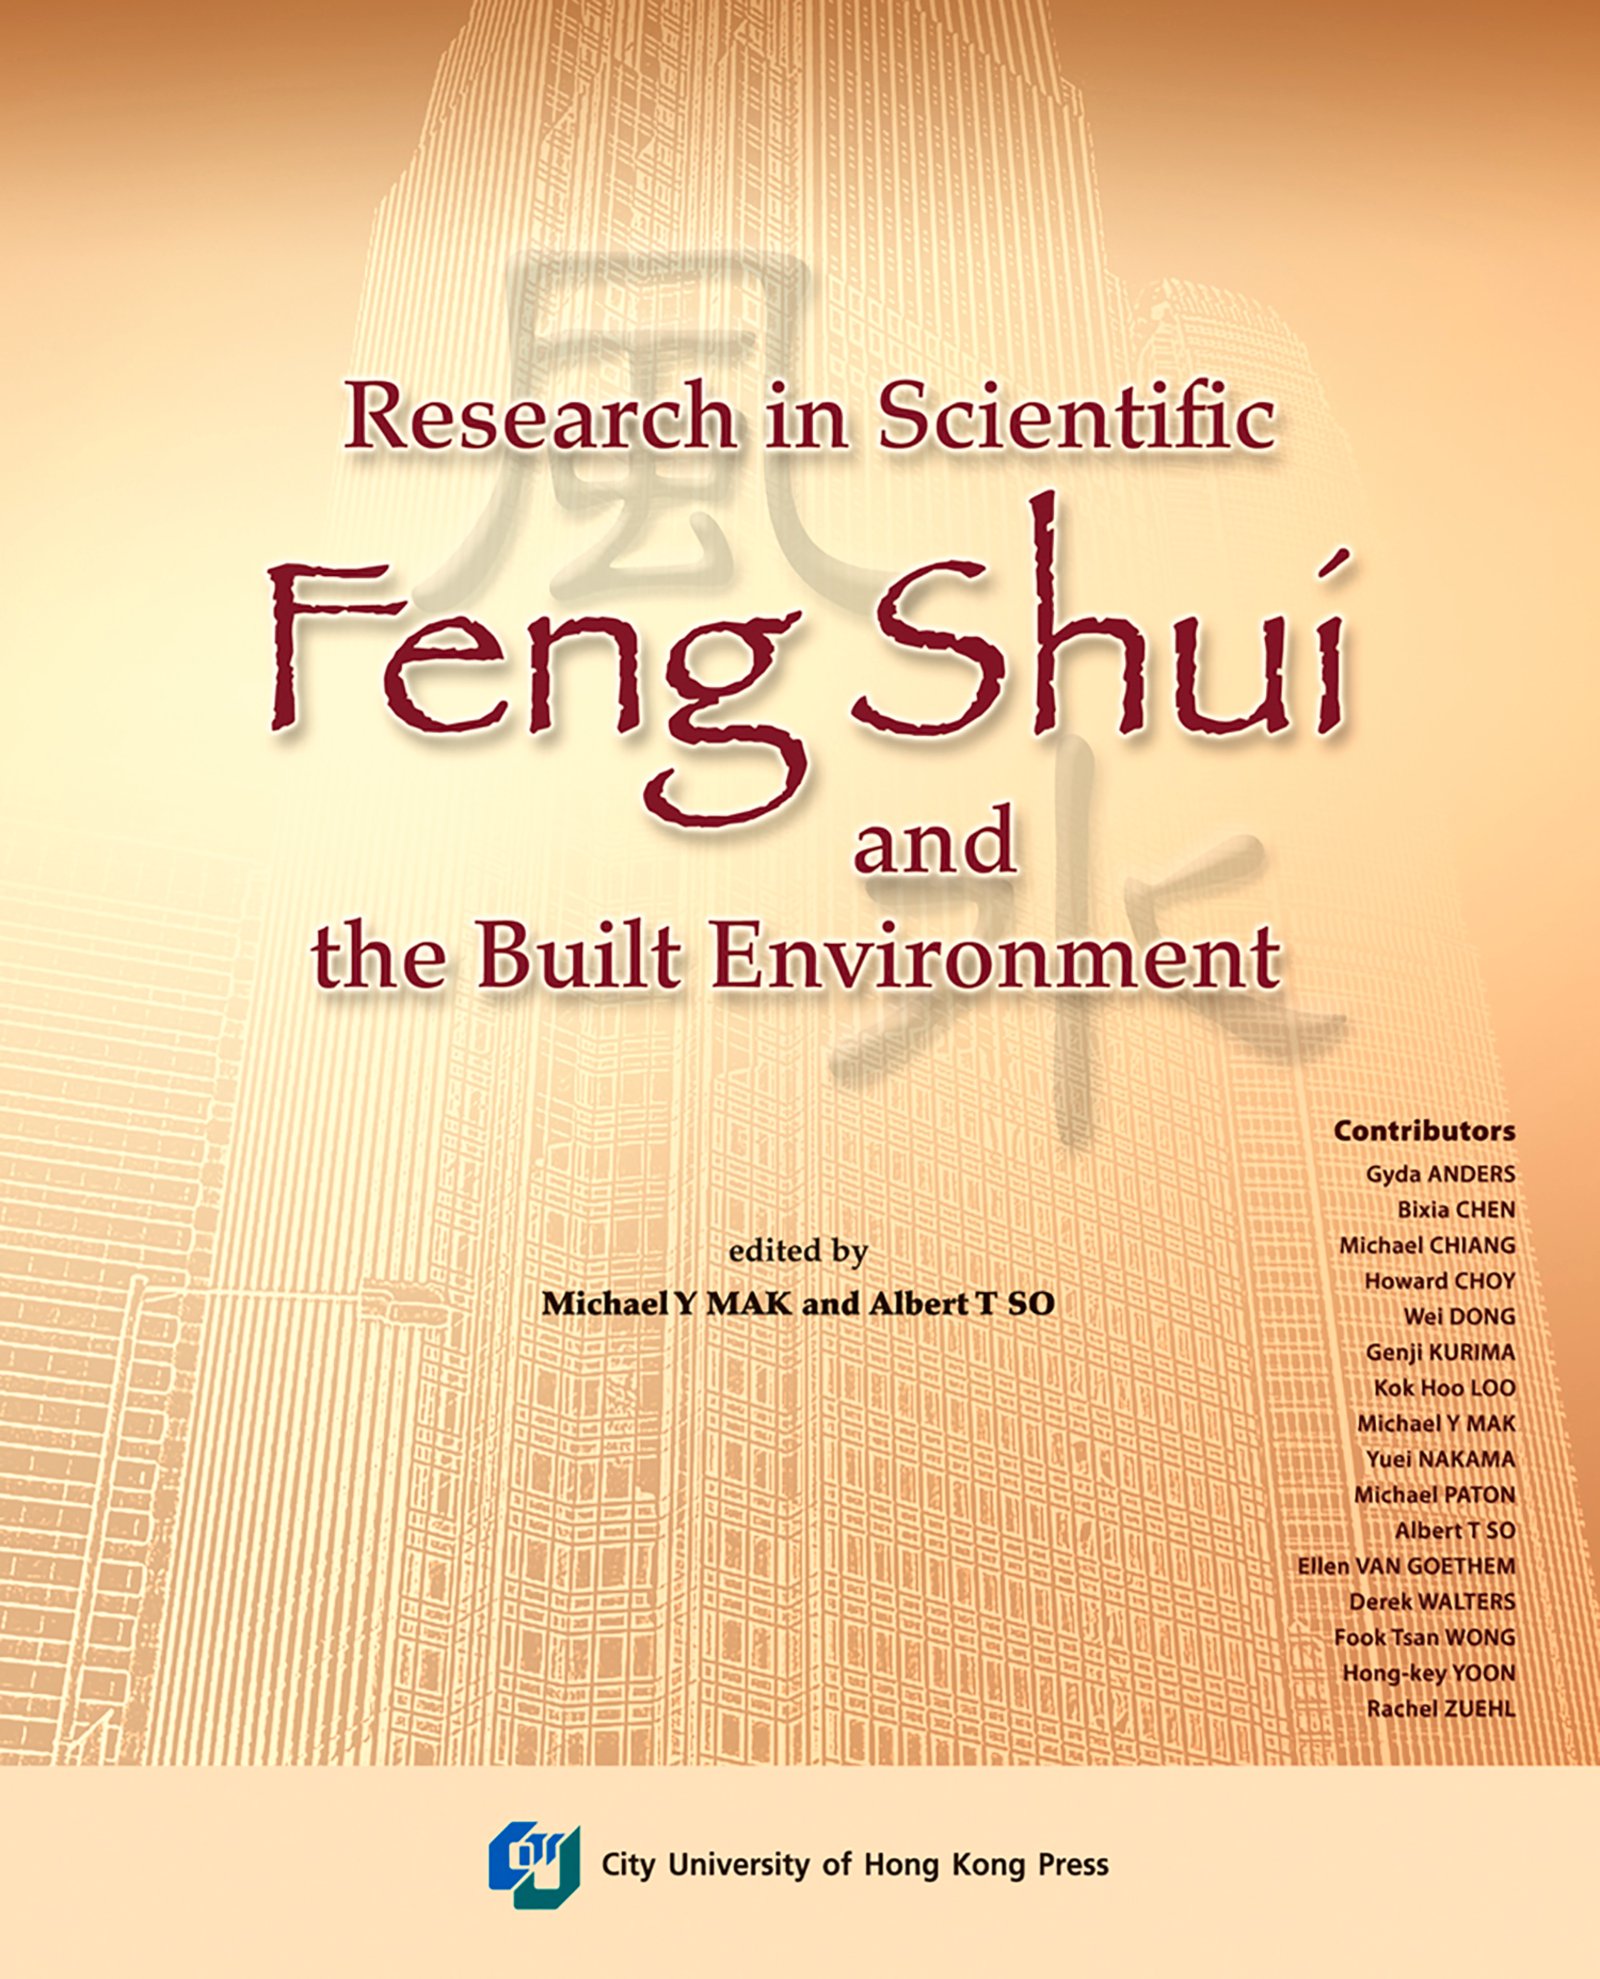 風
Research in Scientific
Feng Shui
and
水
the Built Environment
edited by
Michael Y MAK and Albert T SO
Contributors
Gyda ANDERS
Bixia CHEN
Michael CHIANG
Howard CHOY
Wei DONG
Genji KURIMA
Kok Hoo LOO
Michael Y MAK
Yuei NAKAMA
Michael PATON
Albert T SO
Ellen VAN GOETHEM
Derek WALTERS
Fook Tsan WONG
Hong-key YOON
Rachel ZUEHL
City University of Hong Kong Press